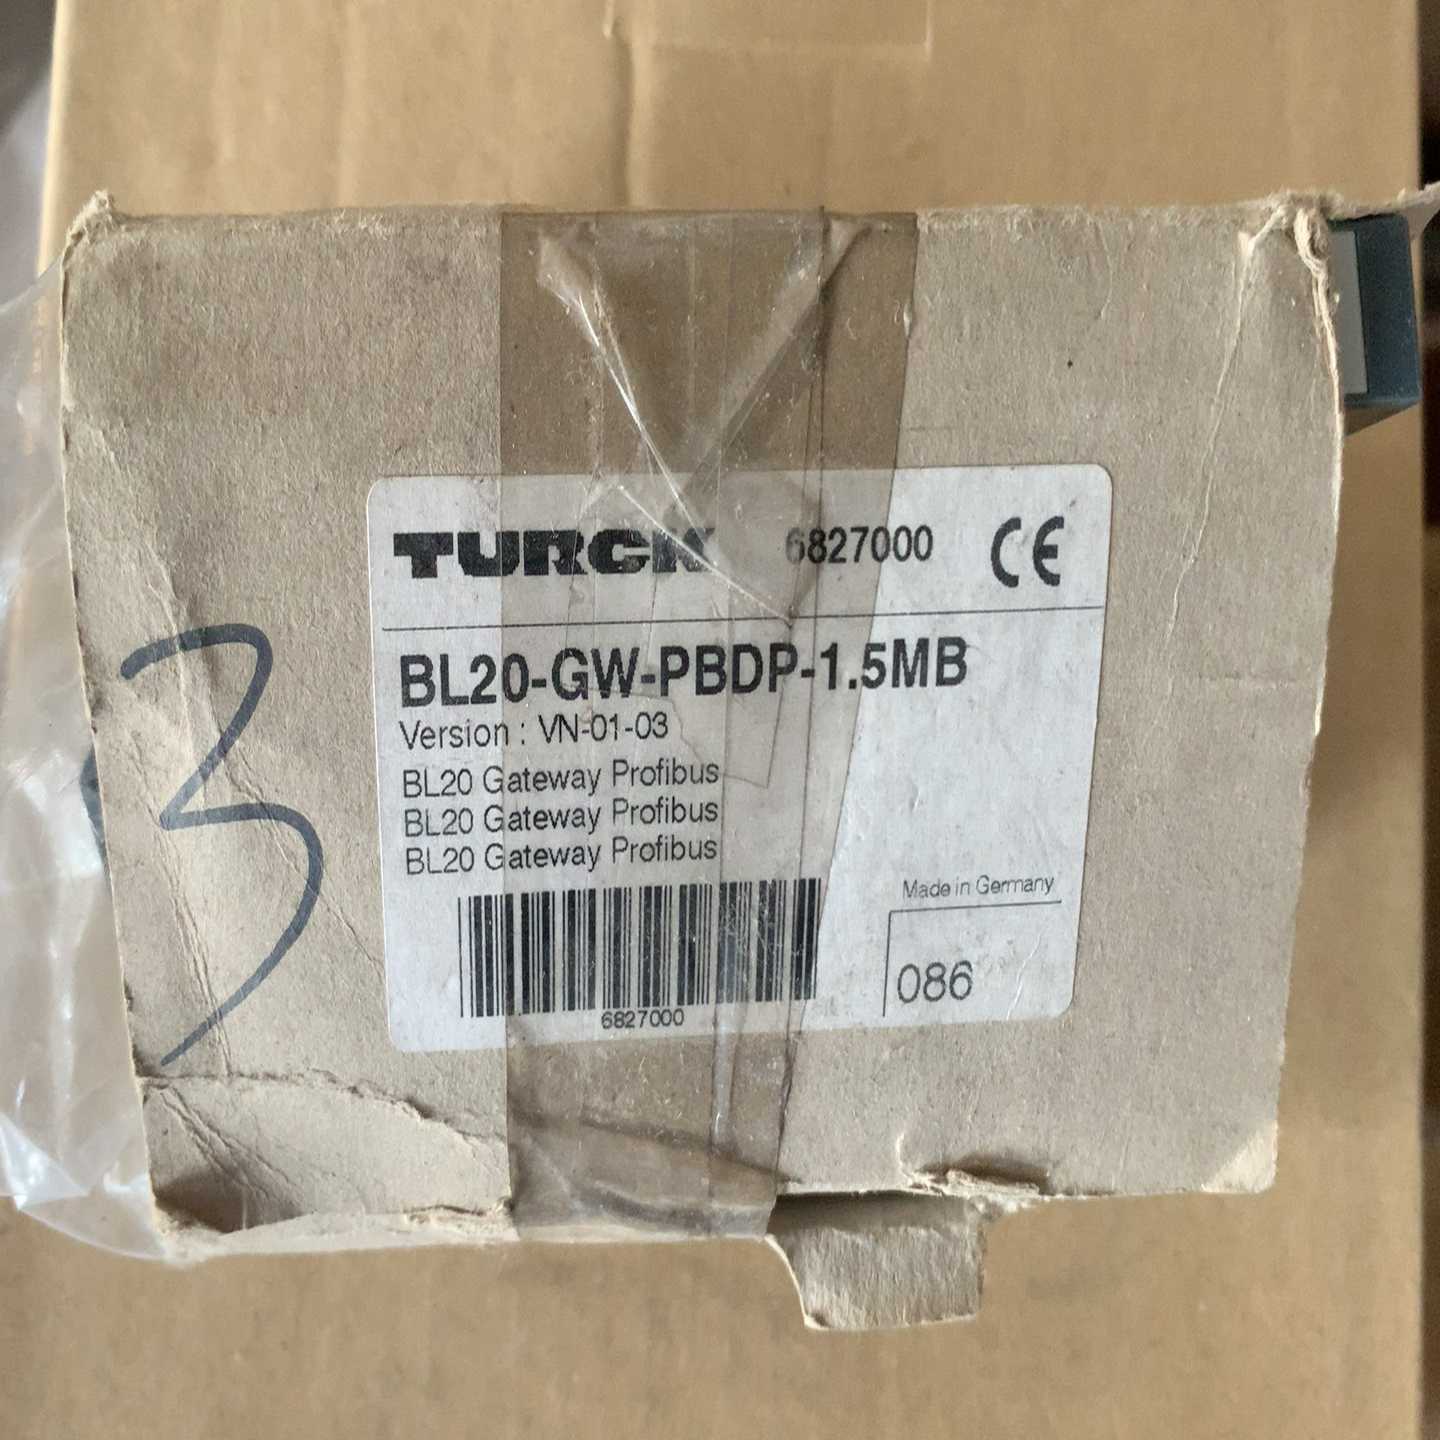 TURCK 6827000 CE
BL20-GW-PBDP-1.5MB
Version : VN-01-03
BL20 Gateway Profibus
BL20 Gateway Profibus
BL20 Gateway Profibus
Made in Germany
086
6827000
3